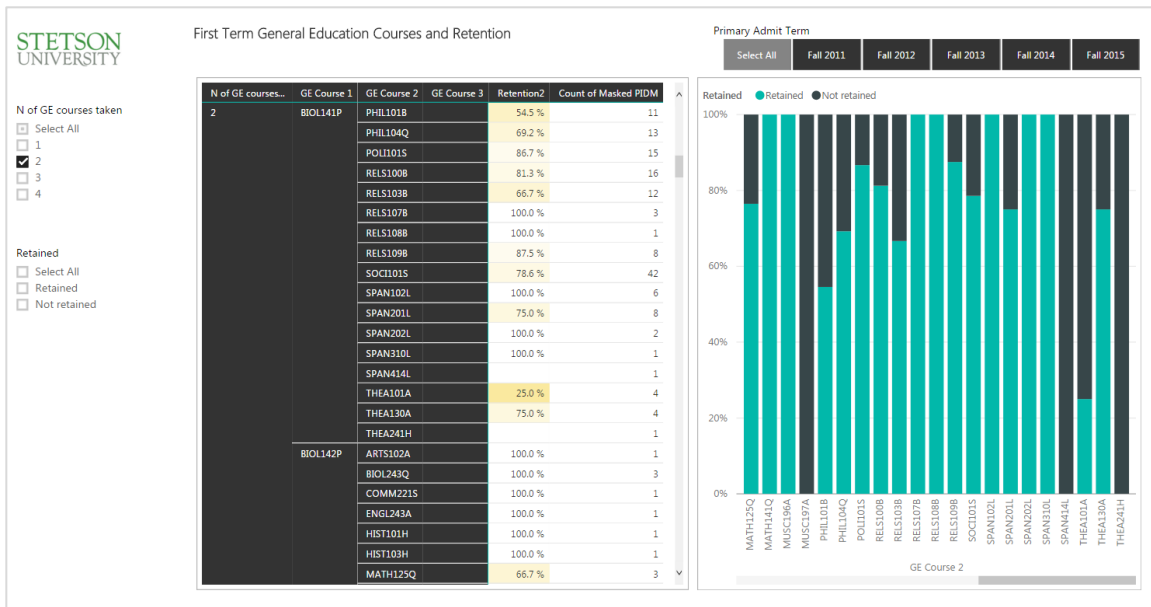 STETSON
UNIVERSITY
First Term General Education Courses and Retention
Primary Admit Term
Select All Fall 2011 Fall 2012 Fall 2013 Fall 2014 Fall 2015
N of GE courses taken
Select All
1
2
3
4
Retained
Select All
Retained
Not retained
N of GE courses... GE Course 1 GE Course 2 GE Course 3 Retention2 Count of Masked PIDM
2 BIOL141P PHIL101B 54.5 % 11
PHIL104Q 69.2 % 13
POLI101S 86.7 % 15
RELS100B 81.3 % 16
RELS103B 66.7 % 12
RELS107B 100.0 % 3
RELS108B 100.0 % 1
RELS109B 87.5 % 8
SOCI101S 78.6 % 42
SPAN102L 100.0 % 6
SPAN201L 75.0 % 8
SPAN202L 100.0 % 2
SPAN310L 100.0 % 1
SPAN414L 1
THEA101A 25.0 % 4
THEA130A 75.0 % 4
THEA241H 1
BIOL142P ARTS102A 100.0 % 1
BIOL243Q 100.0 % 3
COMM221S 100.0 % 1
ENGL243A 100.0 % 1
HIST101H 100.0 % 1
HIST103H 100.0 % 1
MATH125Q 66.7 % 3
Retained Retained Not retained
100%
80%
60%
40%
20%
0%
MATH125Q
MATH141Q
MUSC196A
MUSC197A
PHIL101B
PHIL104Q
POLI101S
RELS100B
RELS103B
RELS107B
RELS108B
RELS109B
SOCI101S
SPAN102L
SPAN201L
SPAN202L
SPAN310L
SPAN414L
THEA101A
THEA130A
THEA241H
GE Course 2